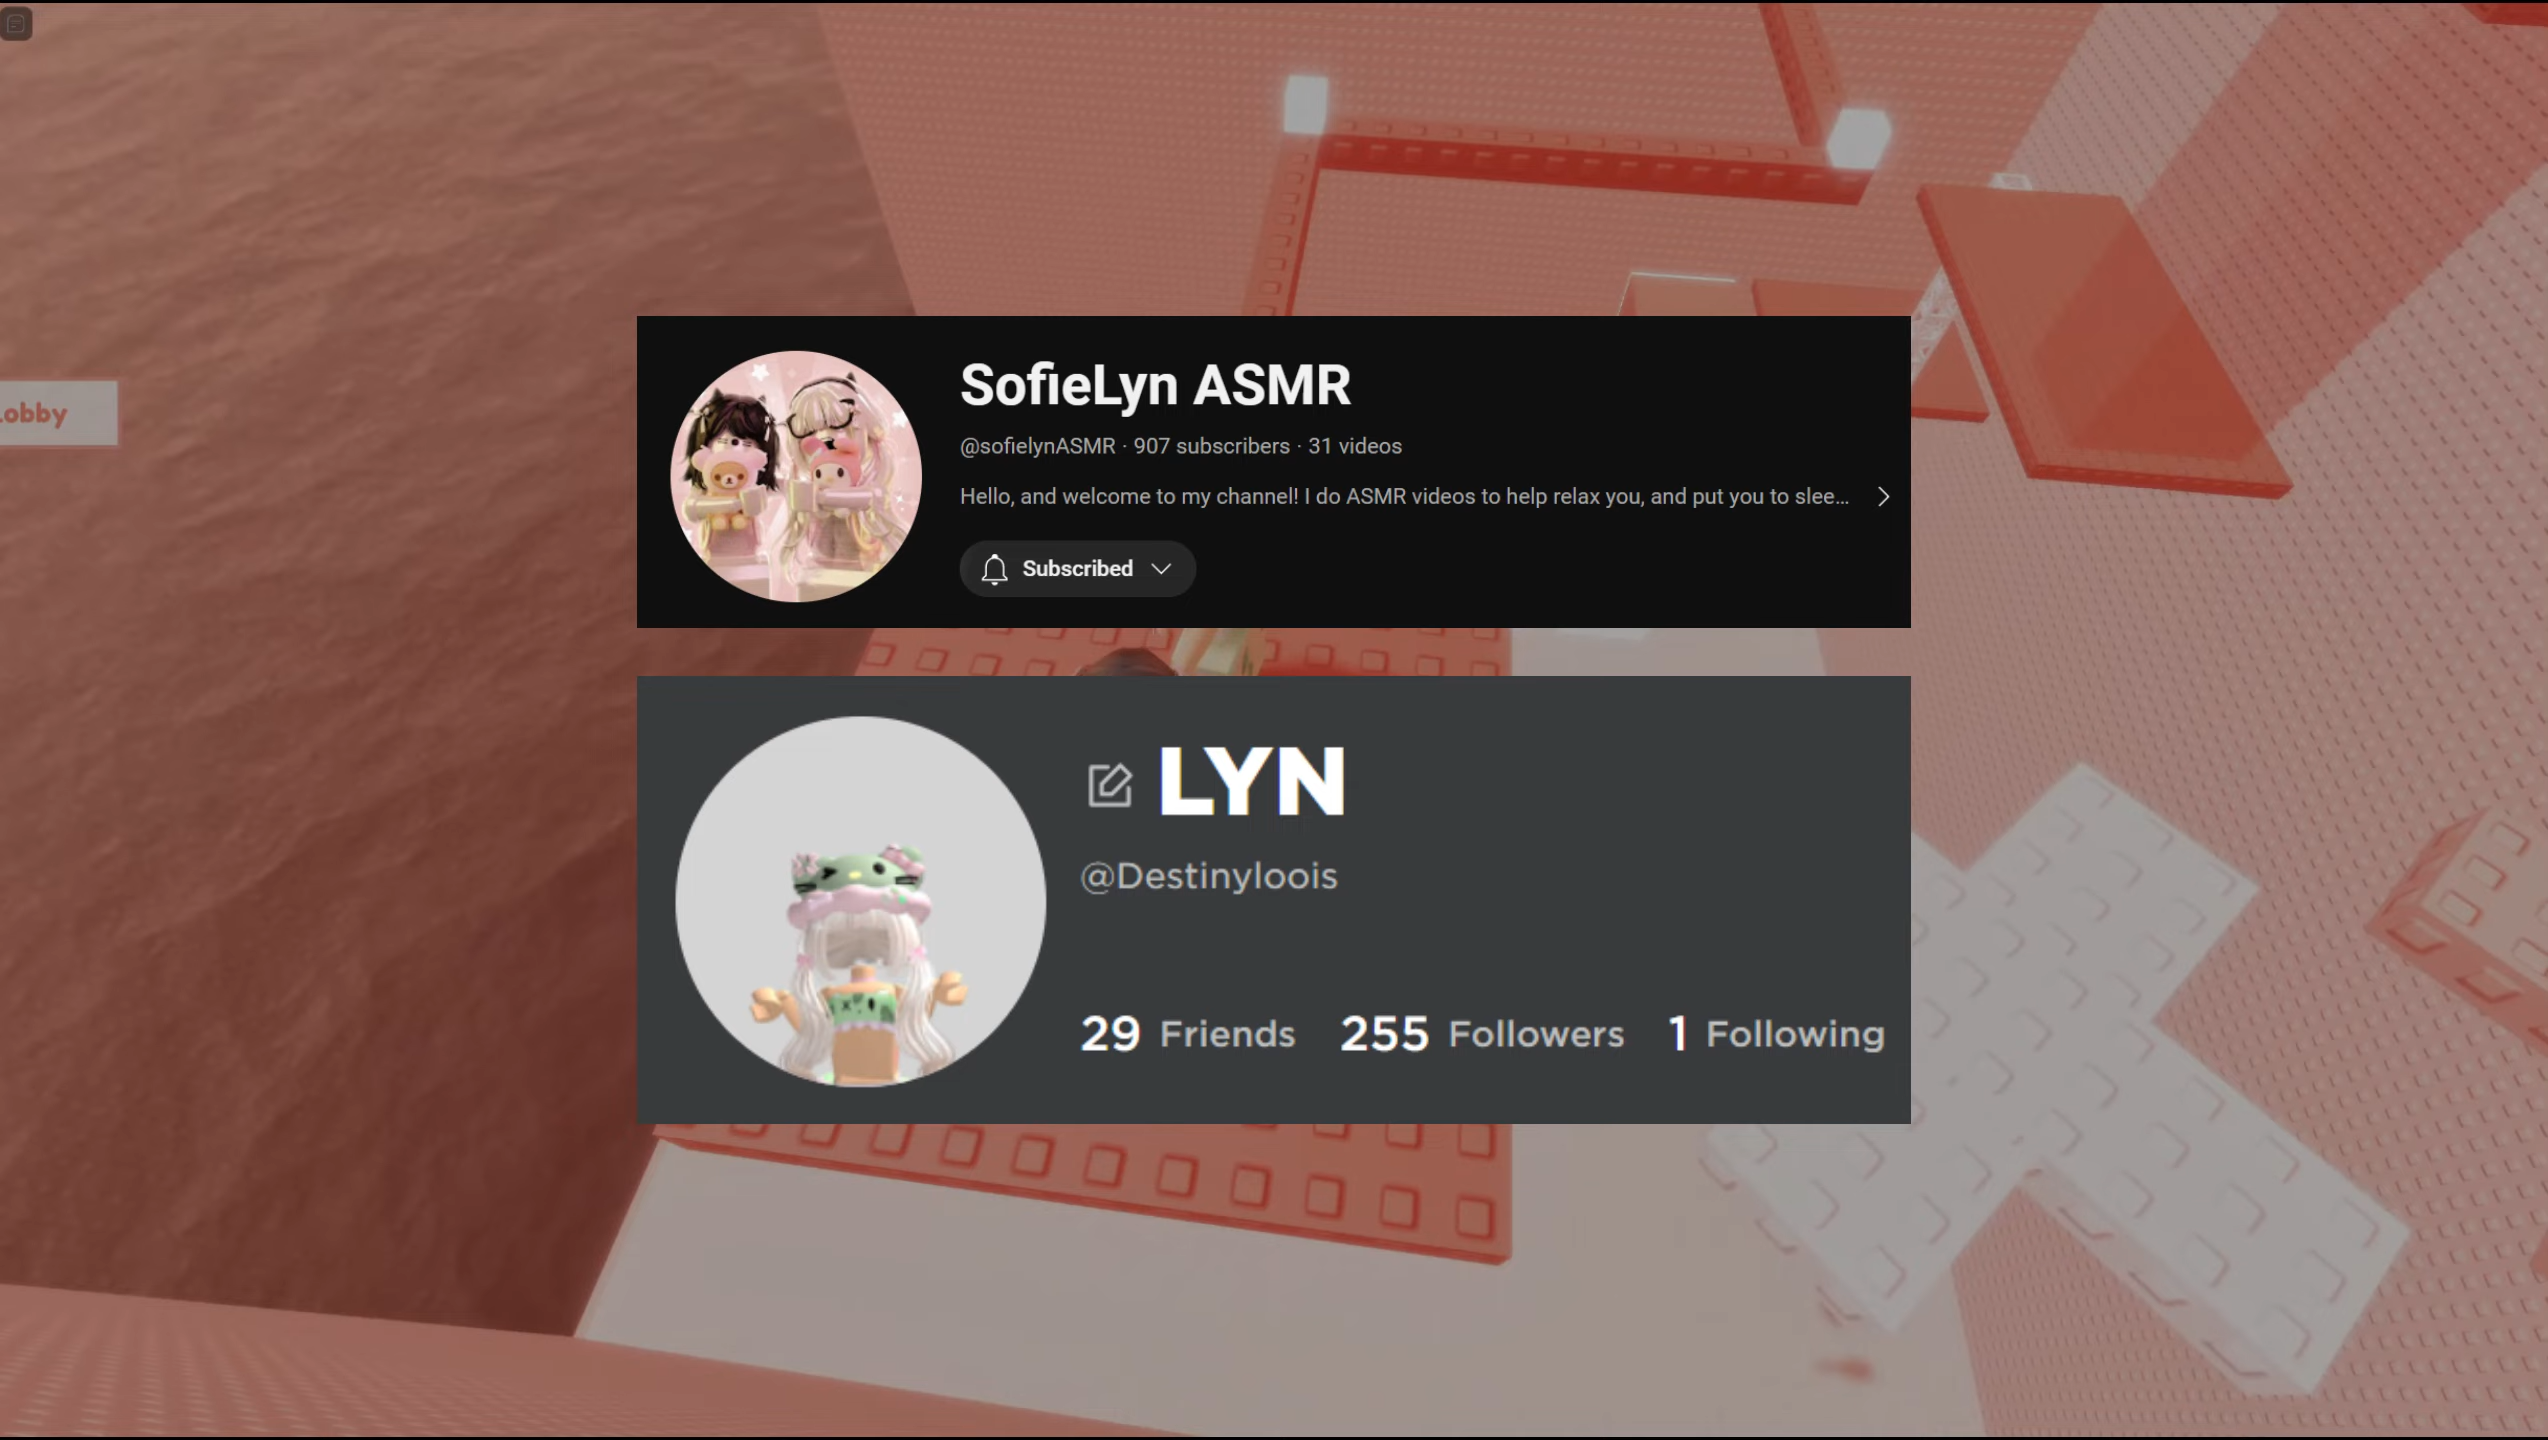 Lobby
SofieLyn ASMR
@sofielynASMR · 907 subscribers · 31 videos
Hello, and welcome to my channel! I do ASMR videos to help relax you, and put you to slee...
Subscribed
LYN
@Destinyloois
29 Friends 255 Followers 1 Following